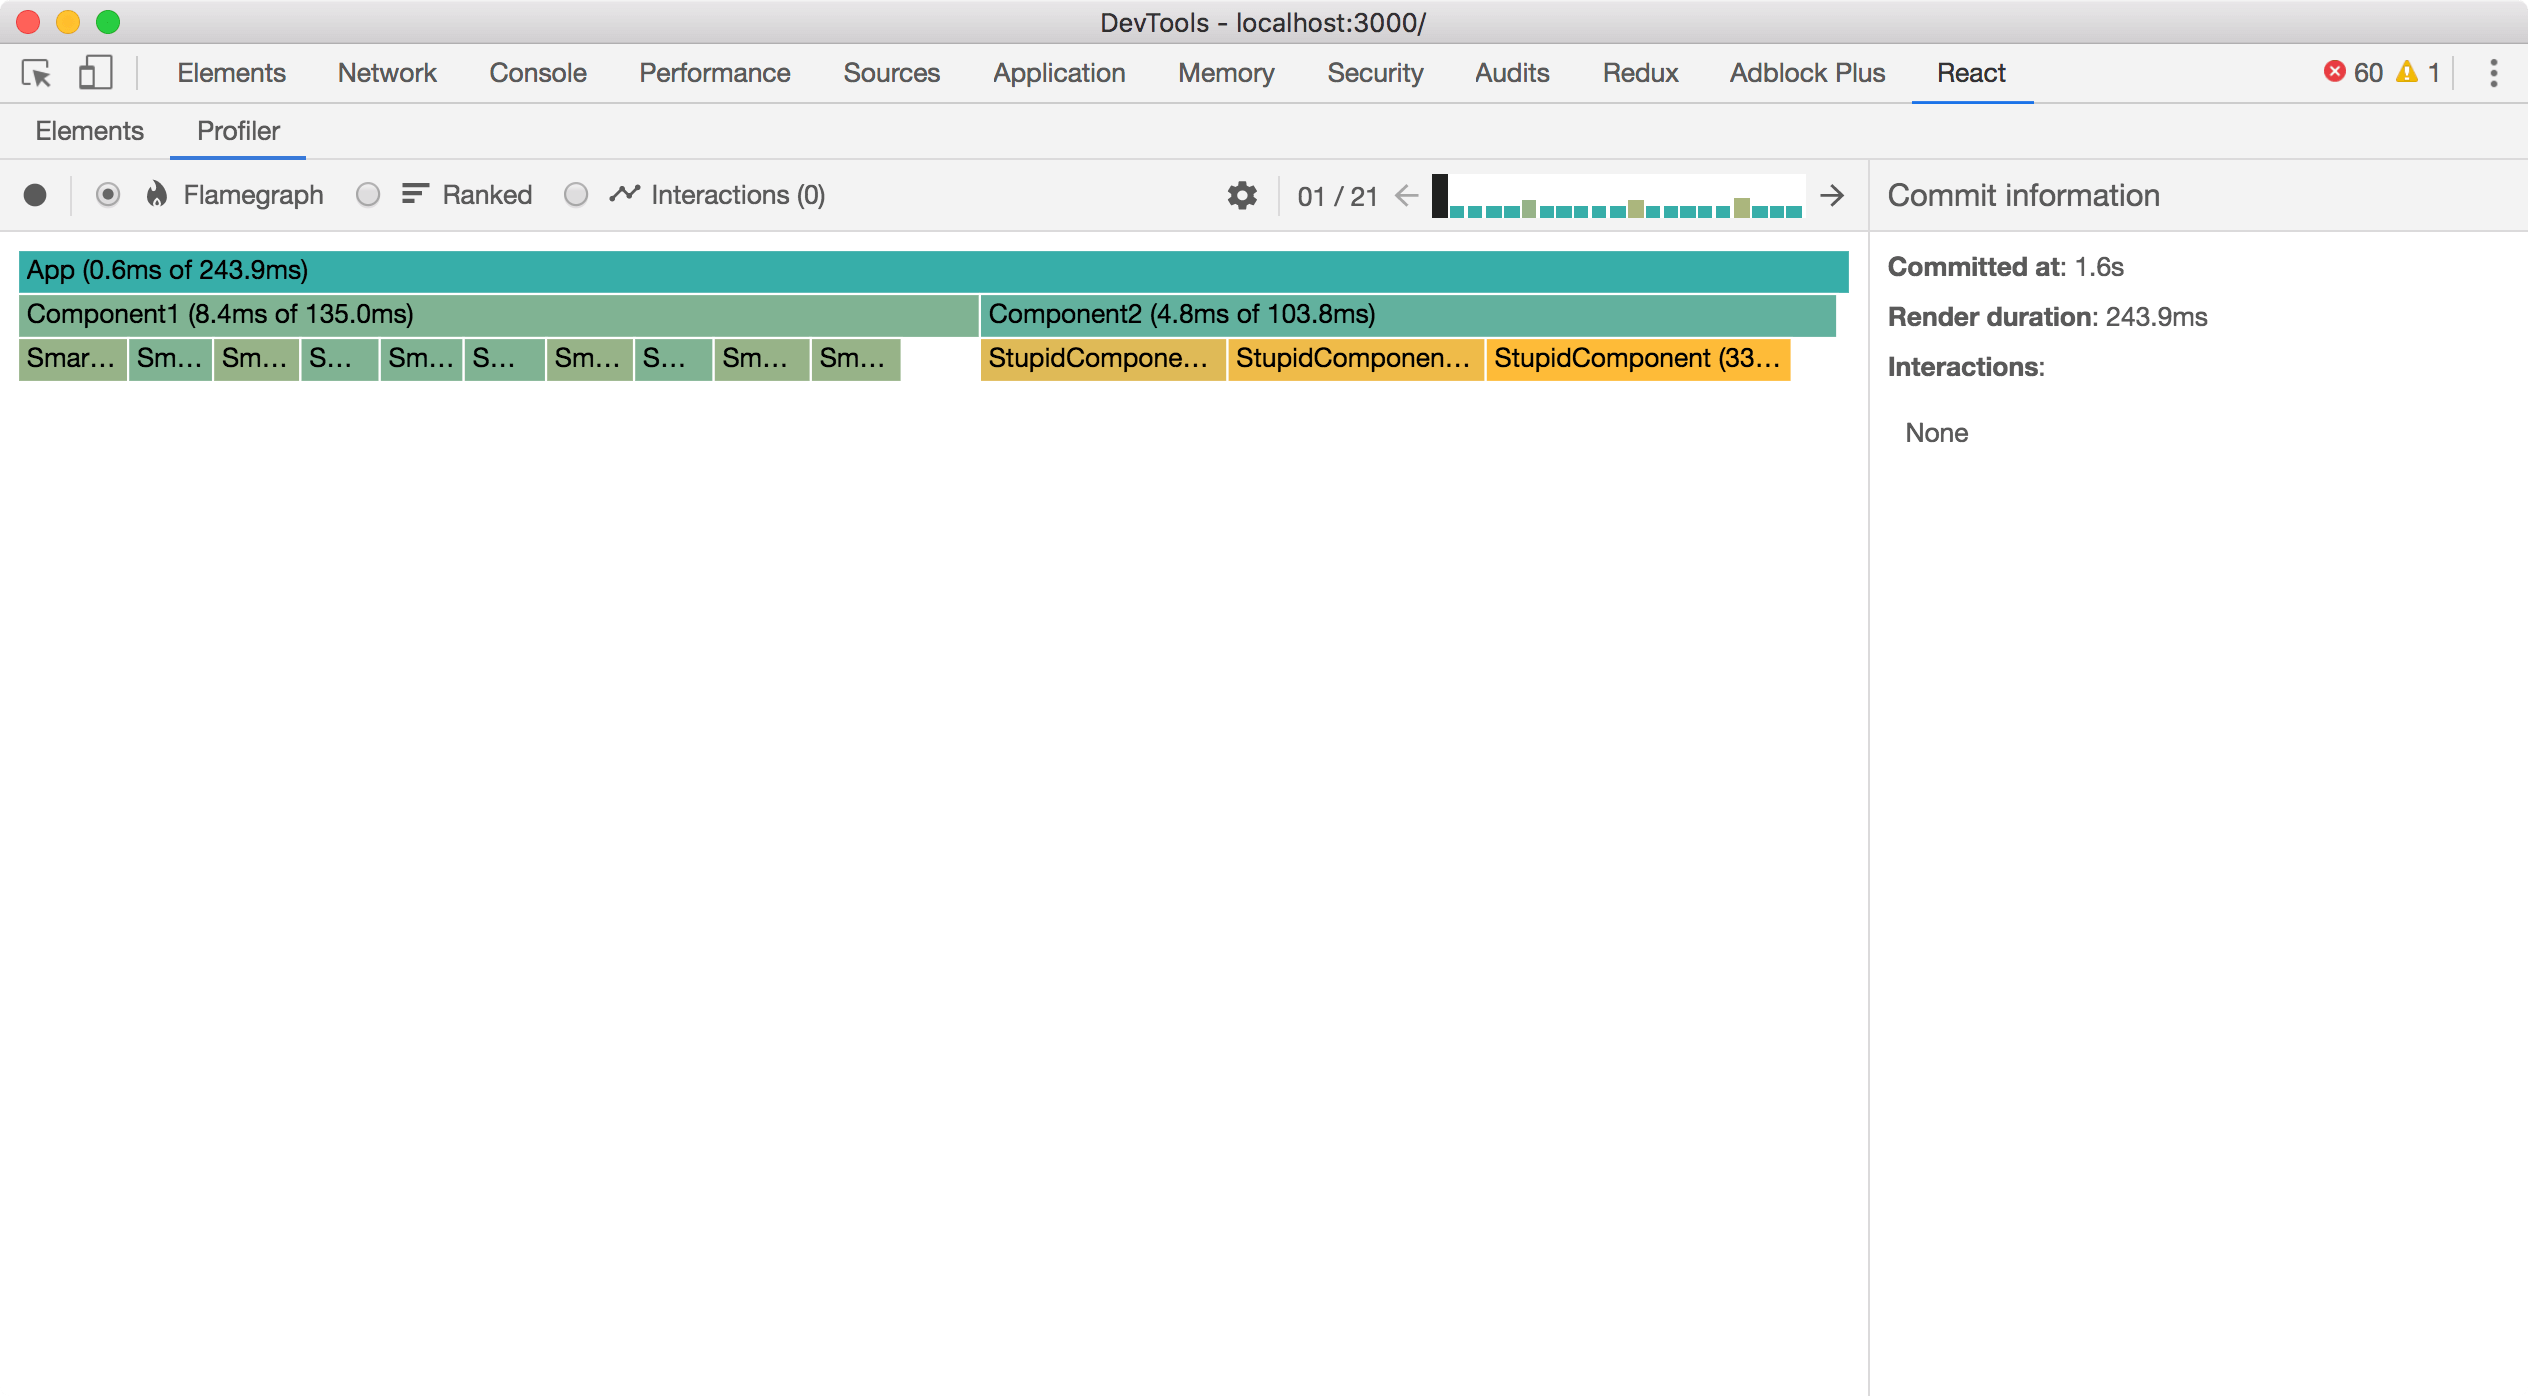 DevTools - localhost:3000/
Elements Network Console Performance Sources Application Memory Security Audits Redux Adblock Plus React 60 1
Elements Profiler
Flamegraph Ranked Interactions (0) 01 / 21 Commit information
App (0.6ms of 243.9ms)
Component1 (8.4ms of 135.0ms) Component2 (4.8ms of 103.8ms)
Smar... Sm... Sm... S... Sm... S... Sm... S... Sm... Sm... StupidCompone... StupidComponen... StupidComponent (33...
Committed at: 1.6s
Render duration: 243.9ms
Interactions:
None